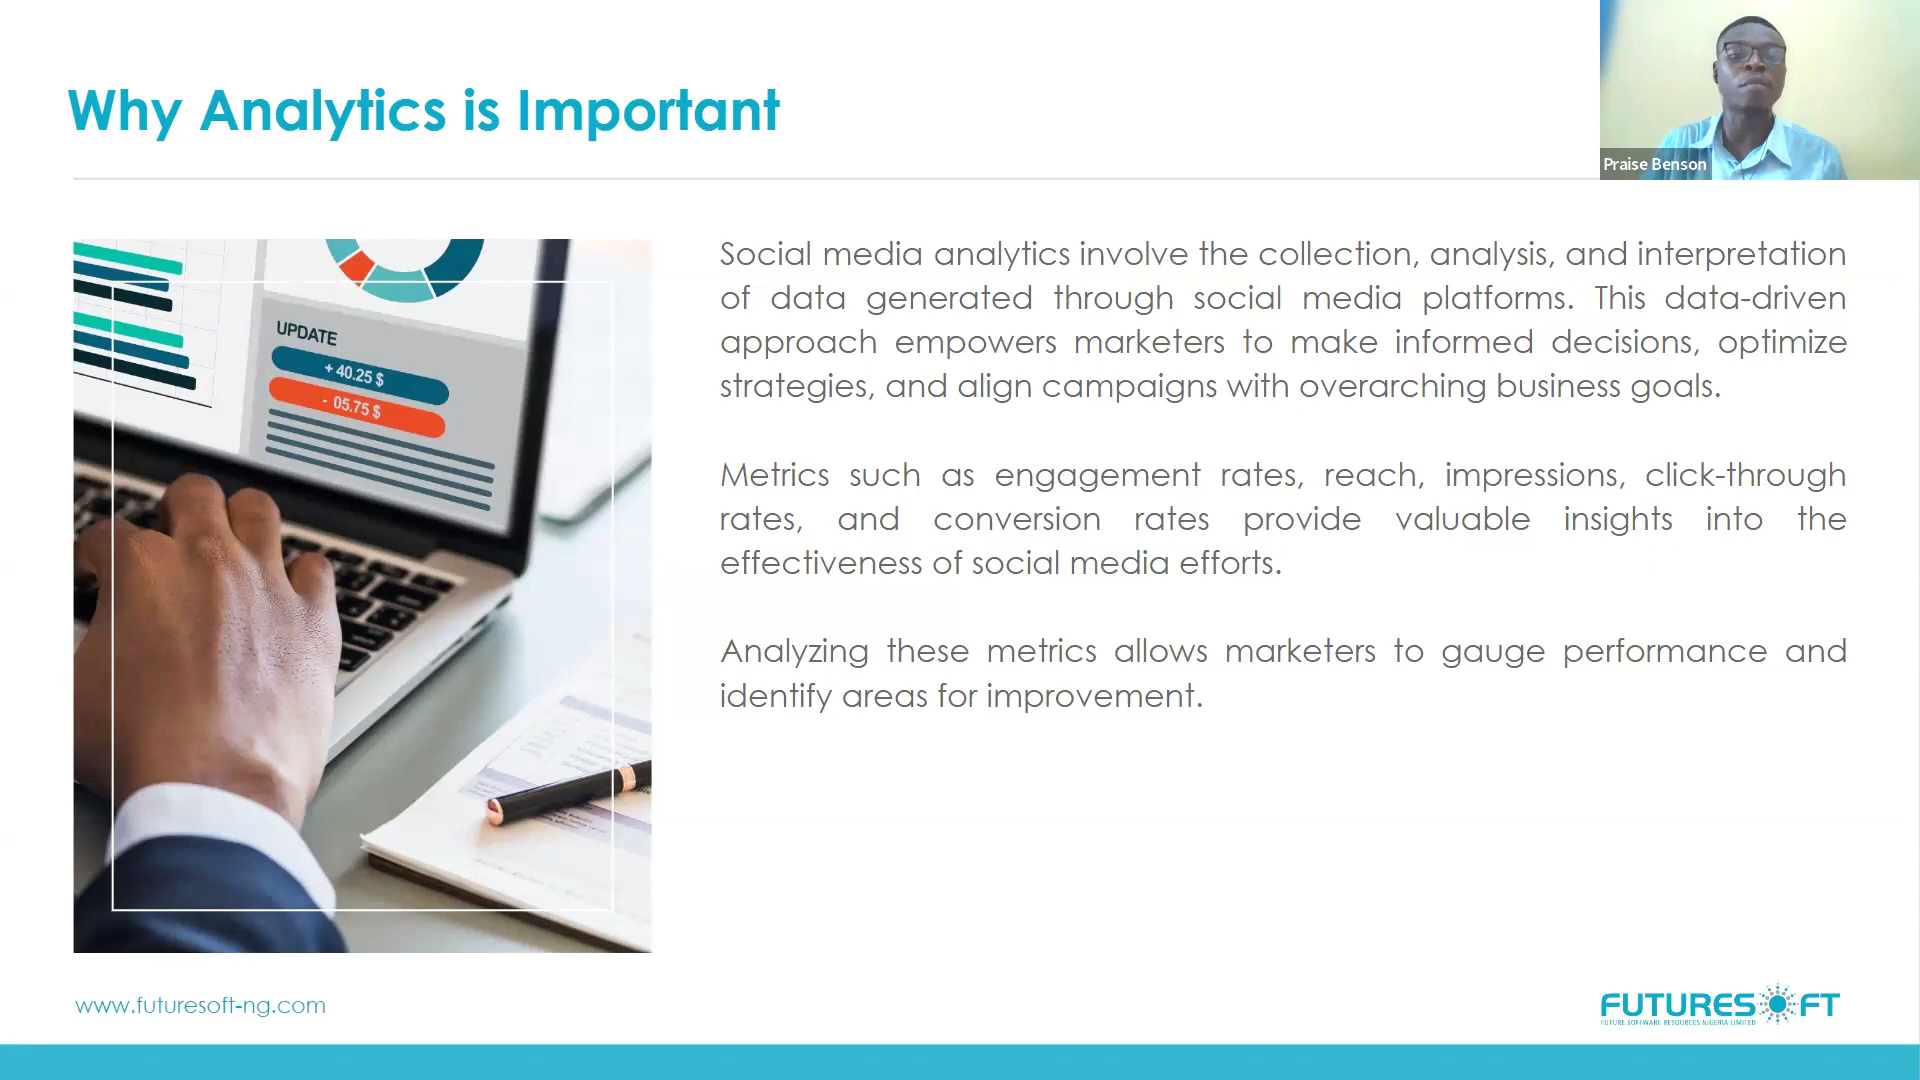 Why Analytics is Important
Praise Benson
Social media analytics involve the collection, analysis, and interpretation
of data generated through social media platforms. This data-driven
approach empowers marketers to make informed decisions, optimize
strategies, and align campaigns with overarching business goals.
UPDATE
+ 40.25 $
- 05.75 $
Metrics such as engagement rates, reach, impressions, click-through
rates, and conversion rates provide valuable insights into the
effectiveness of social media efforts.
Analyzing these metrics allows marketers to gauge performance and
identify areas for improvement.
www.futuresoft-ng.com
FUTURESOFT
FUTURE SOFTWARE RESOURCES NIGERIA LIMITED